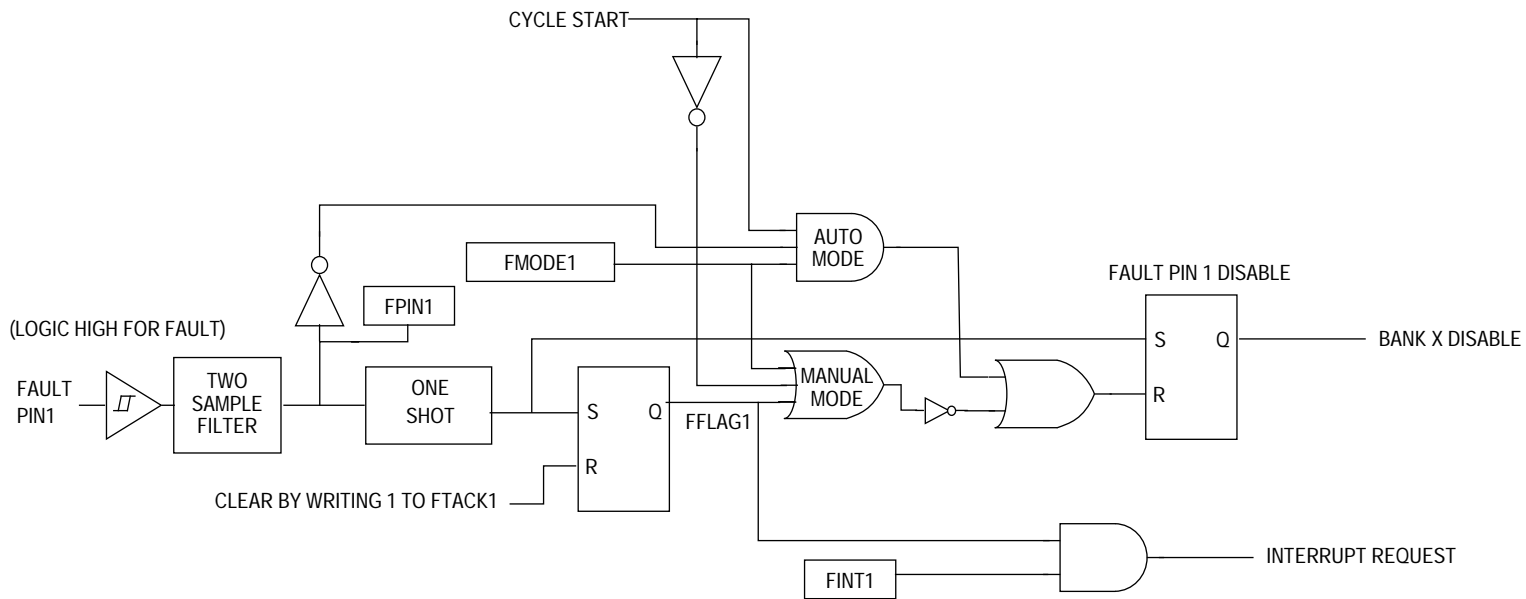 CYCLE START
AUTO
MODE
FMODE1
FAULT PIN 1 DISABLE
FPIN1
(LOGIC HIGH FOR FAULT)
S
Q
BANK X DISABLE
TWO
SAMPLE
FILTER
ONE
SHOT
MANUAL
MODE
FAULT
PIN1
R
S
Q
FFLAG1
R
CLEAR BY WRITING 1 TO FTACK1
INTERRUPT REQUEST
FINT1